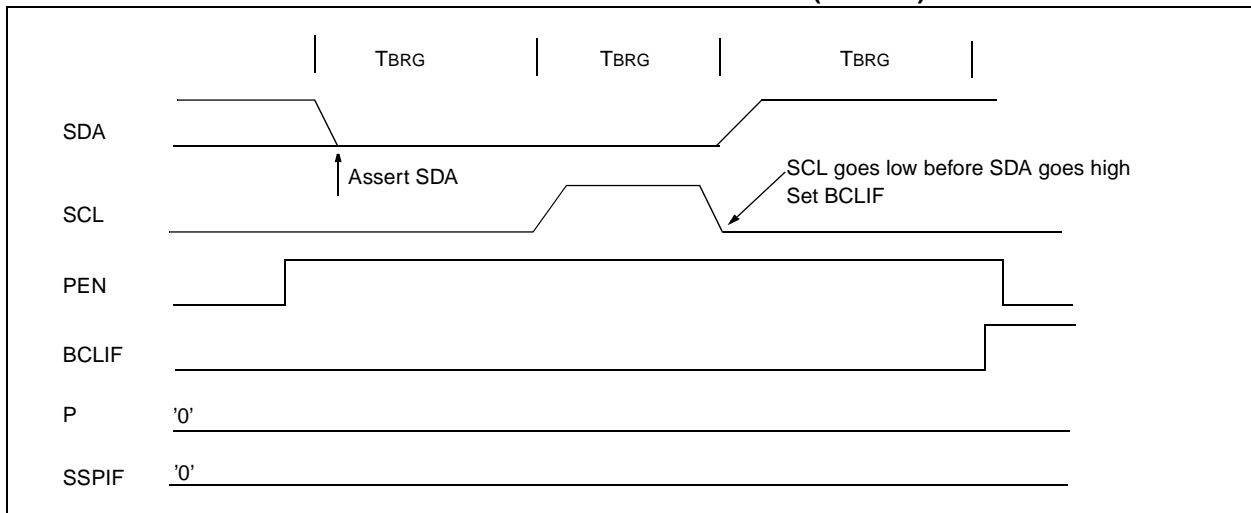 TBRG TBRG TBRG
SDA
Assert SDA
SCL goes low before SDA goes high
Set BCLIF
SCL
PEN
BCLIF
P '0'
SSPIF '0'